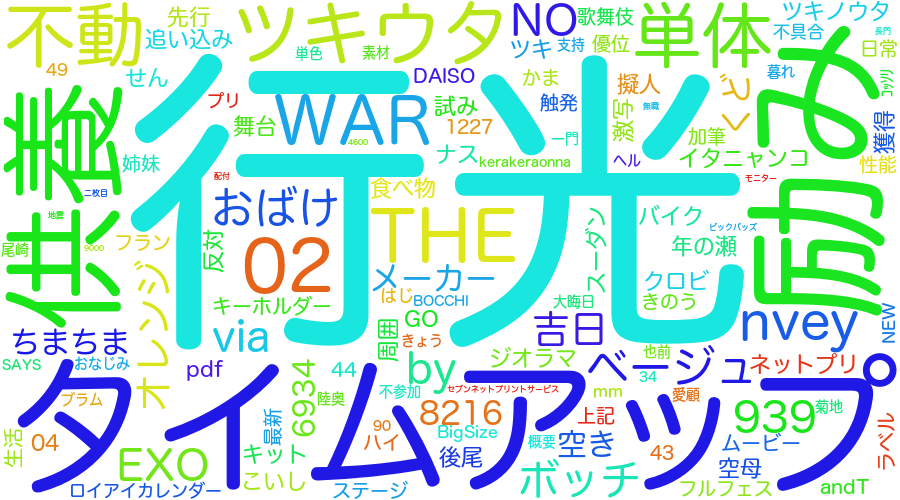 不動
先行
追い込み
ツキウタ
NO
歌舞伎
単体
ツキノウタ
不具合
長門
日常
単色
素材
ツキ
支持
優位
49
せん
DAISO
かま
擬人
暮れ
コッソリ
プリ
WAR
試み
触発
激写
くど
み
獲得
供養
舞台
4600
1227
行光
一門
無職
加筆
イタニャンコ
性能
姉妹
ナス
kerakeraonna
ヘル
配付
食べ物
モニター
励
二枚目
おばけ
THE
スーダン
バイク
ビックバッズ
地震
尾崎
9000
フラン
反対
02
メーカー
年の瀬
オレンジ
クロビ
キーホルダー
はじ
BOCCHI
大晦日
きのう
ちまちま
via
周囲
GO
吉日
nvey
NEW
きょう
SAYS
おなじみ
pdf
44
by
ジオラマ
也前
ベージュ
ネットプリ
不参加
セブンネットプリントサービス
34
タイムアップ
ブラム
6934
陸奥
mm
愛顧
生活
04
最新
90
8216
上記
939
菊地
ラベル
EXO
キット
ハイ
BigSize
概要
空き
43
ムービー
こいし
後尾
空母
ロイアイカレンダー
ステージ
ボッチ
フルフェス
andT